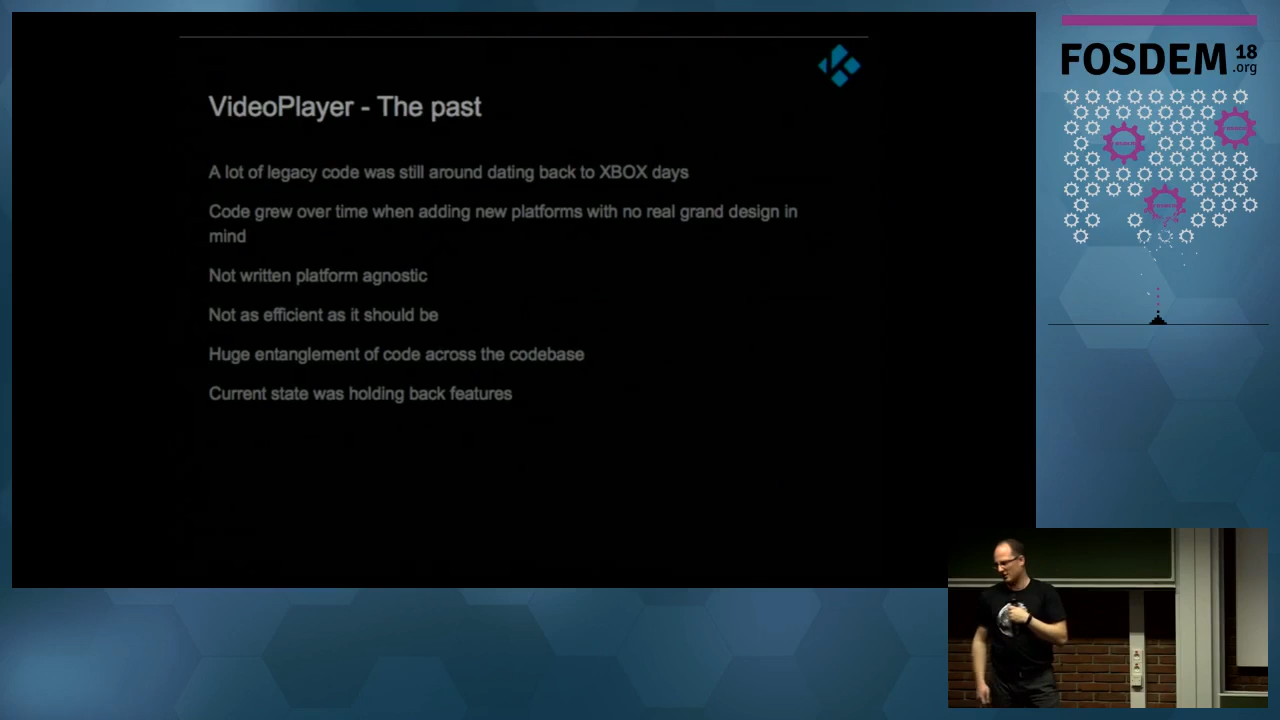 VideoPlayer - The past
A lot of legacy code was still around dating back to XBOX days
Code grew over time when adding new platforms with no real grand design in
mind
Not written platform agnostic
Not as efficient as it should be
Huge entanglement of code across the codebase
Current state was holding back features
FOSDEM 18
.org